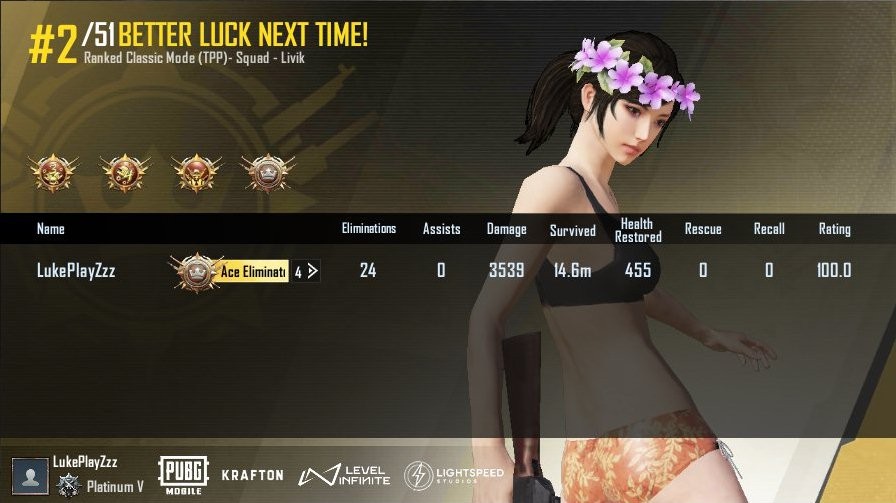 #2/51 BETTER LUCK NEXT TIME!
Ranked Classic Mode (TPP)- Squad - Livik
Name Eliminations Assists Damage Survived Health Restored Rescue Recall Rating
LukePlayZzz Ace Eliminat 4 24 0 3539 14.6m 455 0 0 100.0
LukePlayZzz
Platinum V
PUBG MOBILE
KRAFTON
LEVEL INFINITE
LIGHTSPEED STUDIOS